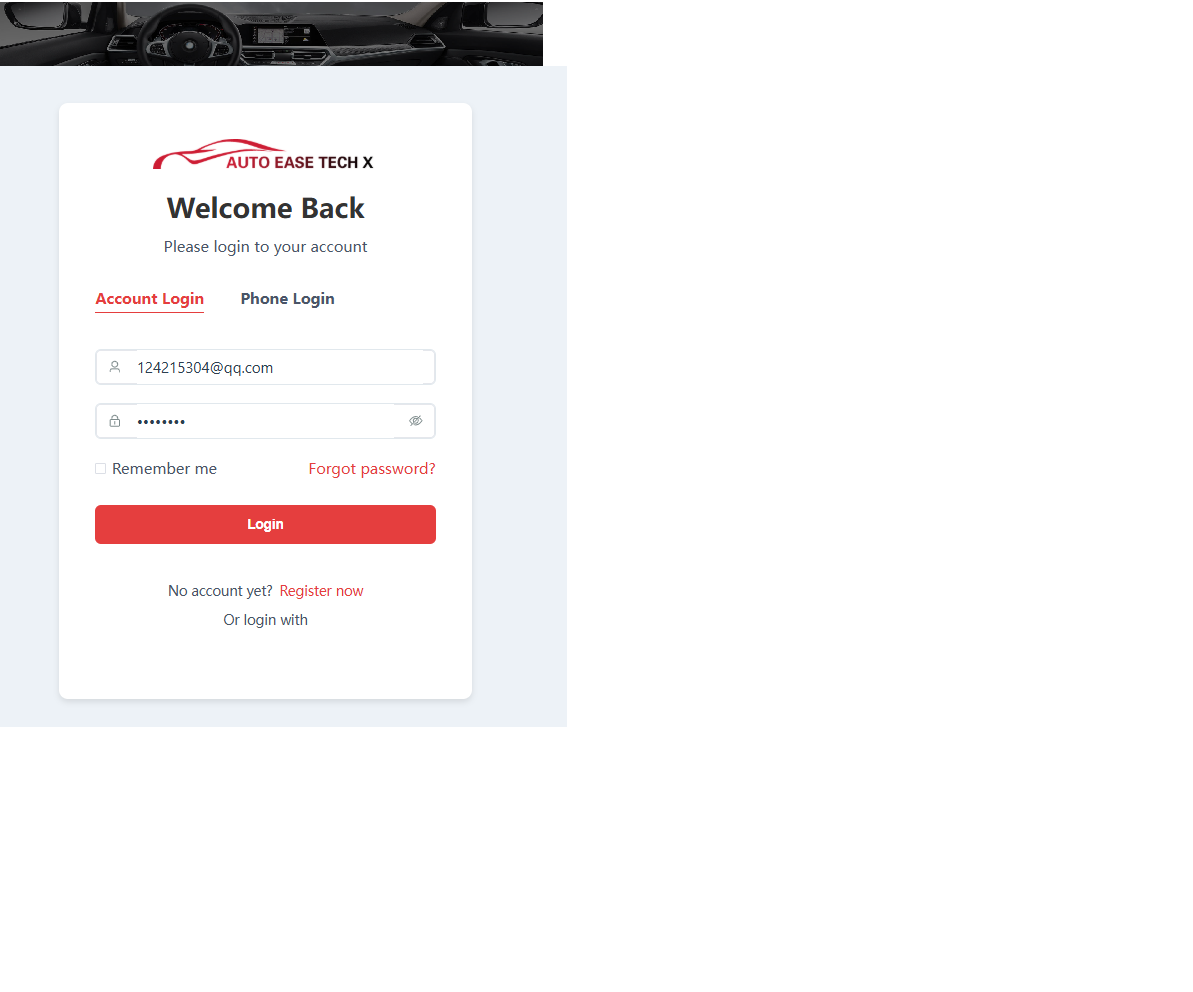 AUTO EASE TECH X
Welcome Back
Please login to your account
Account Login
Phone Login
124215304@qq.com
••••••••
Remember me
Forgot password?
Login
No account yet? Register now
Or login with